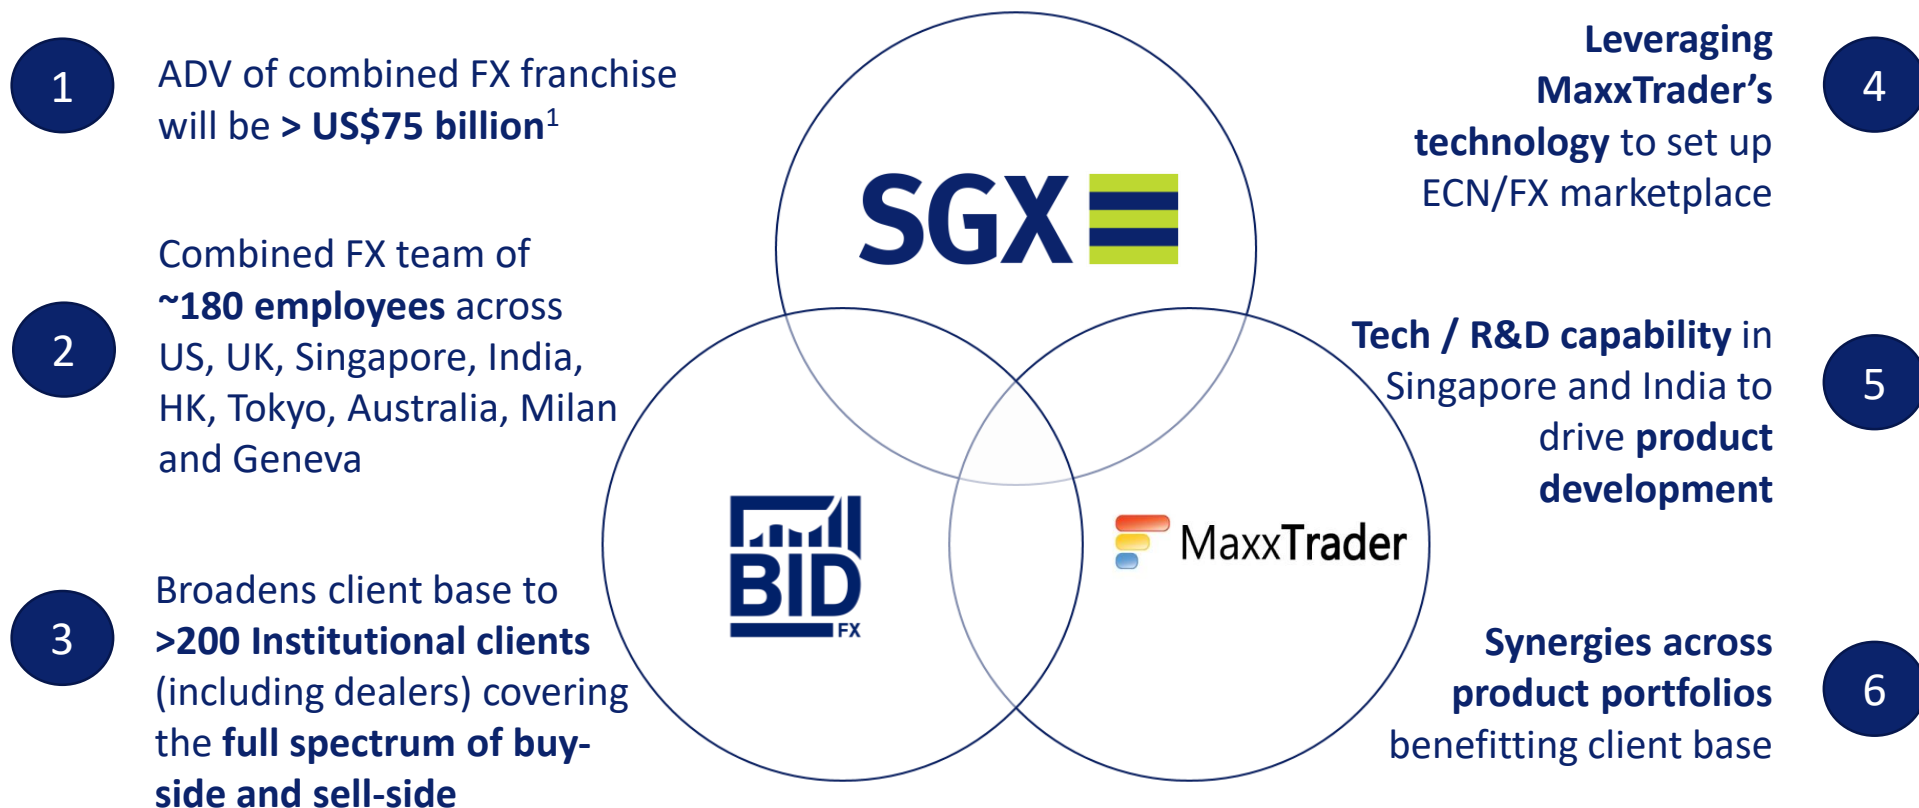 1
ADV of combined FX franchise
will be > US$75 billion1
2
Combined FX team of
~180 employees across
US, UK, Singapore, India,
HK, Tokyo, Australia, Milan
and Geneva
3
Broadens client base to
>200 Institutional clients
(including dealers) covering
the full spectrum of buy-
side and sell-side
SGX
BID
FX
MaxxTrader
Leveraging
MaxxTrader’s
technology to set up
ECN/FX marketplace
4
Tech / R&D capability in
Singapore and India to
drive product
development
5
Synergies across
product portfolios
benefitting client base
6